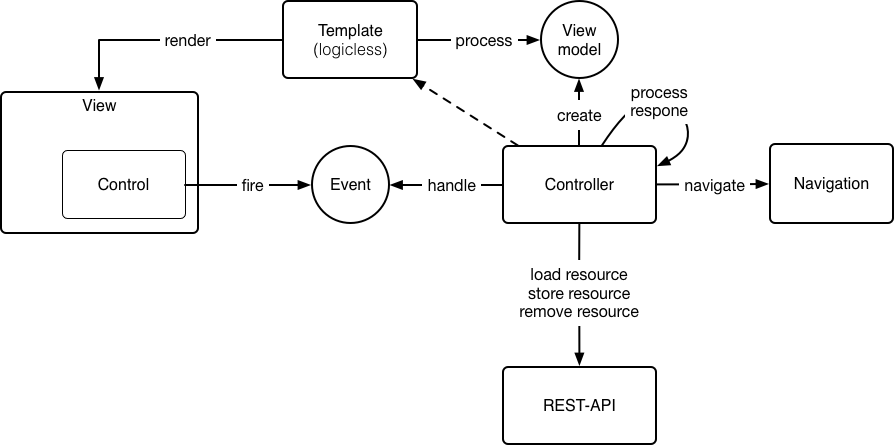 Template
(logicless)
View
model
render
process
View
process
respone
create
Control
fire
Event
handle
Controller
navigate
Navigation
load resource
store resource
remove resource
REST-API